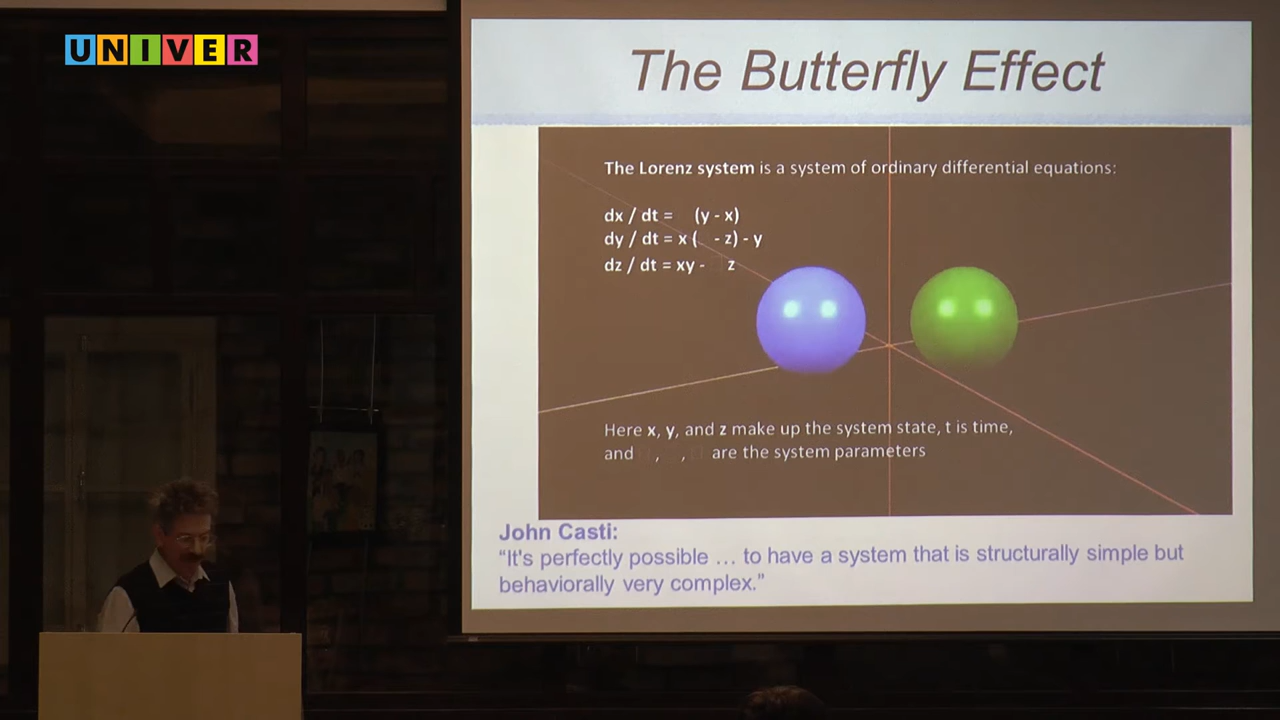 UNIVER
The Butterfly Effect
The Lorenz system is a system of ordinary differential equations:
dx / dt = (y - x)
dy / dt = x ( - z) - y
dz / dt = xy - z
Here x, y, and z make up the system state, t is time,
and , , are the system parameters
John Casti:
“It's perfectly possible … to have a system that is structurally simple but
behaviorally very complex.”